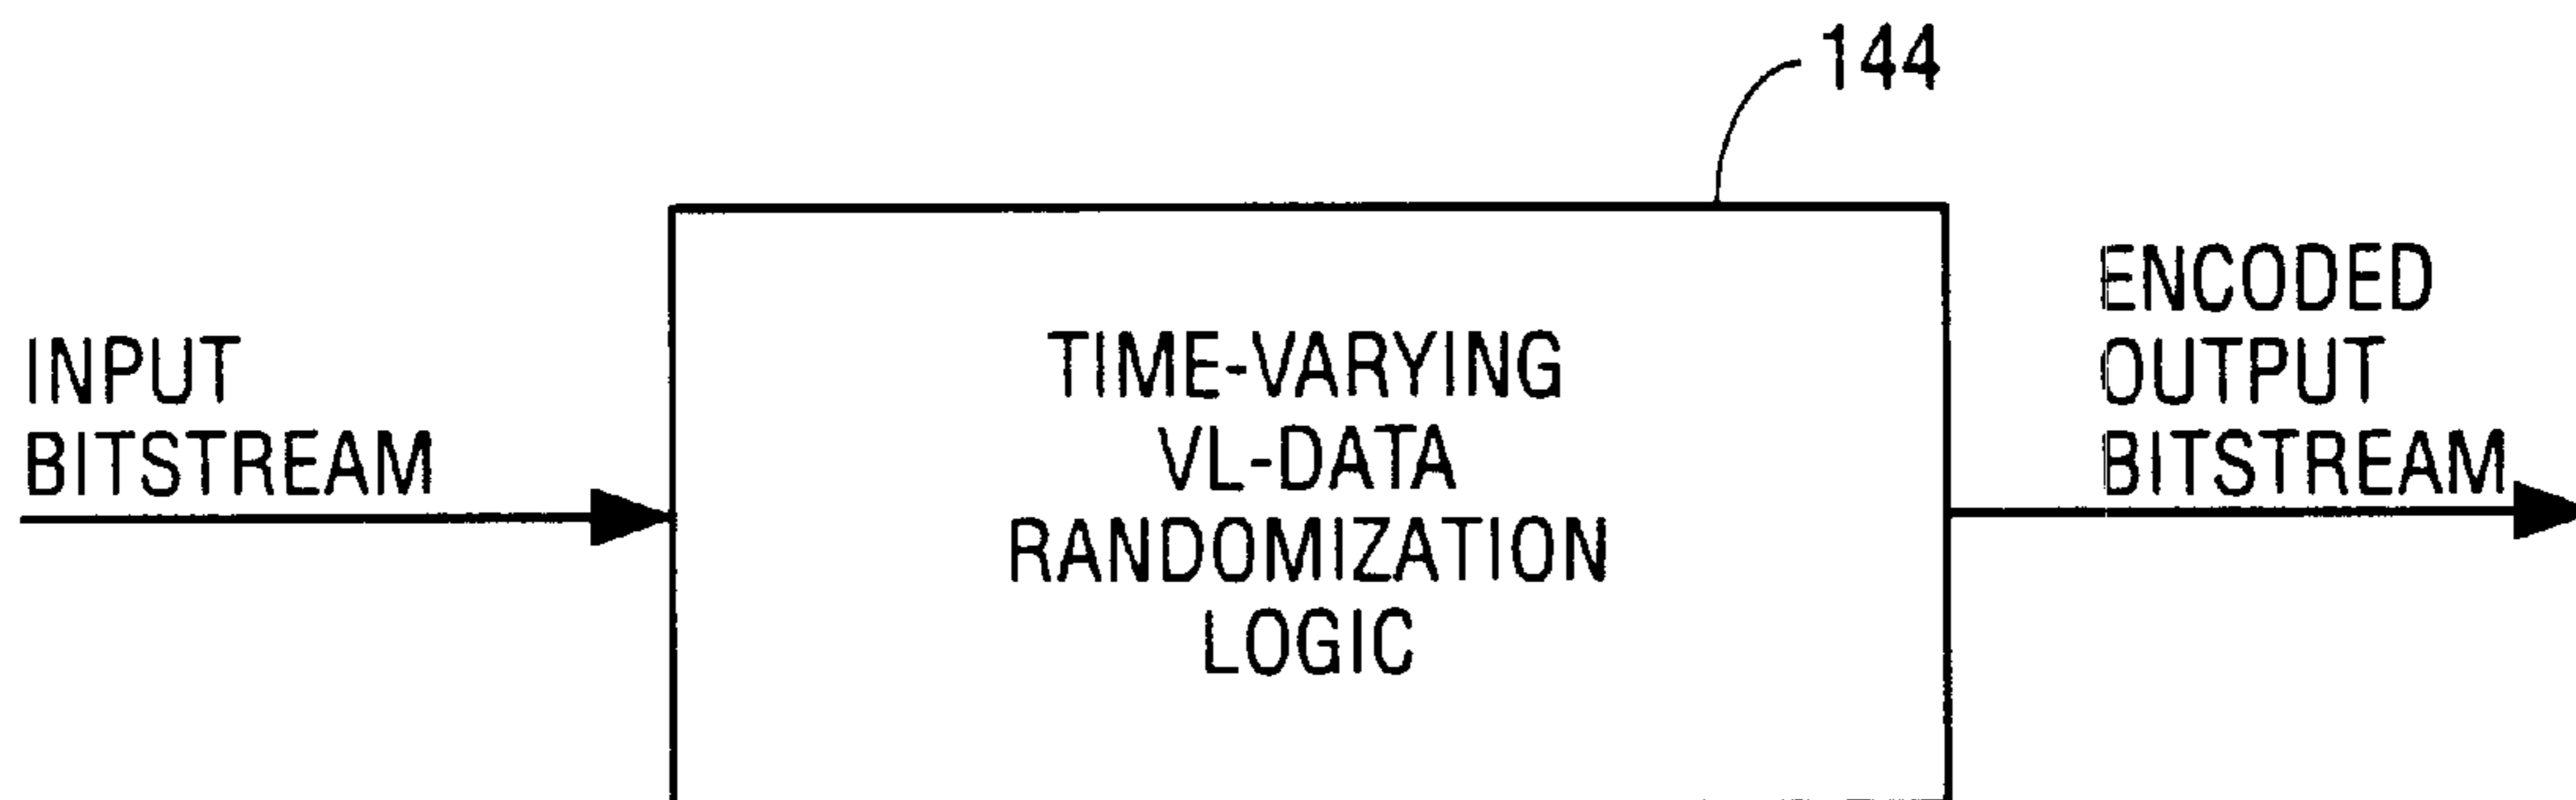 144
INPUT
BITSTREAM
TIME-VARYING
VL-DATA
RANDOMIZATION
LOGIC
ENCODED
OUTPUT
BITSTREAM